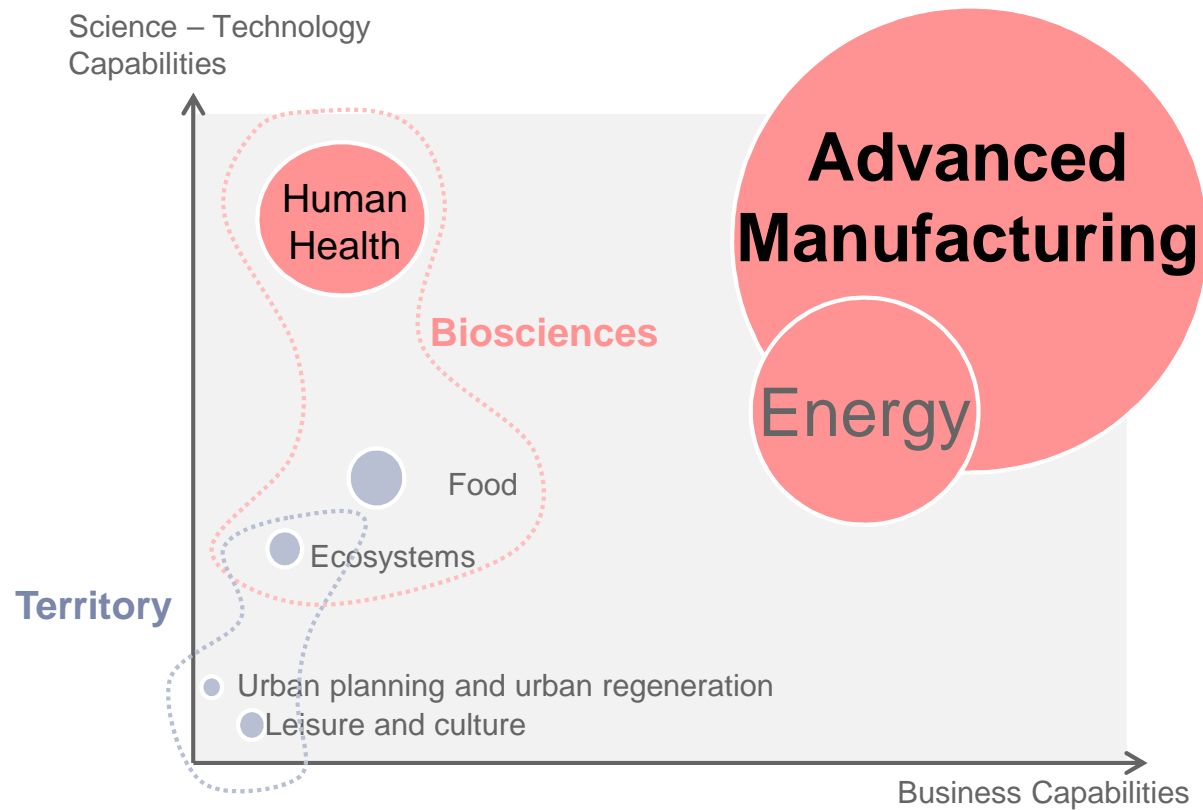 Science – Technology
Capabilities
Advanced
Manufacturing
Human
Health
Biosciences
Energy
Food
Ecosystems
Territory
Urban planning and urban regeneration
Leisure and culture
Business Capabilities